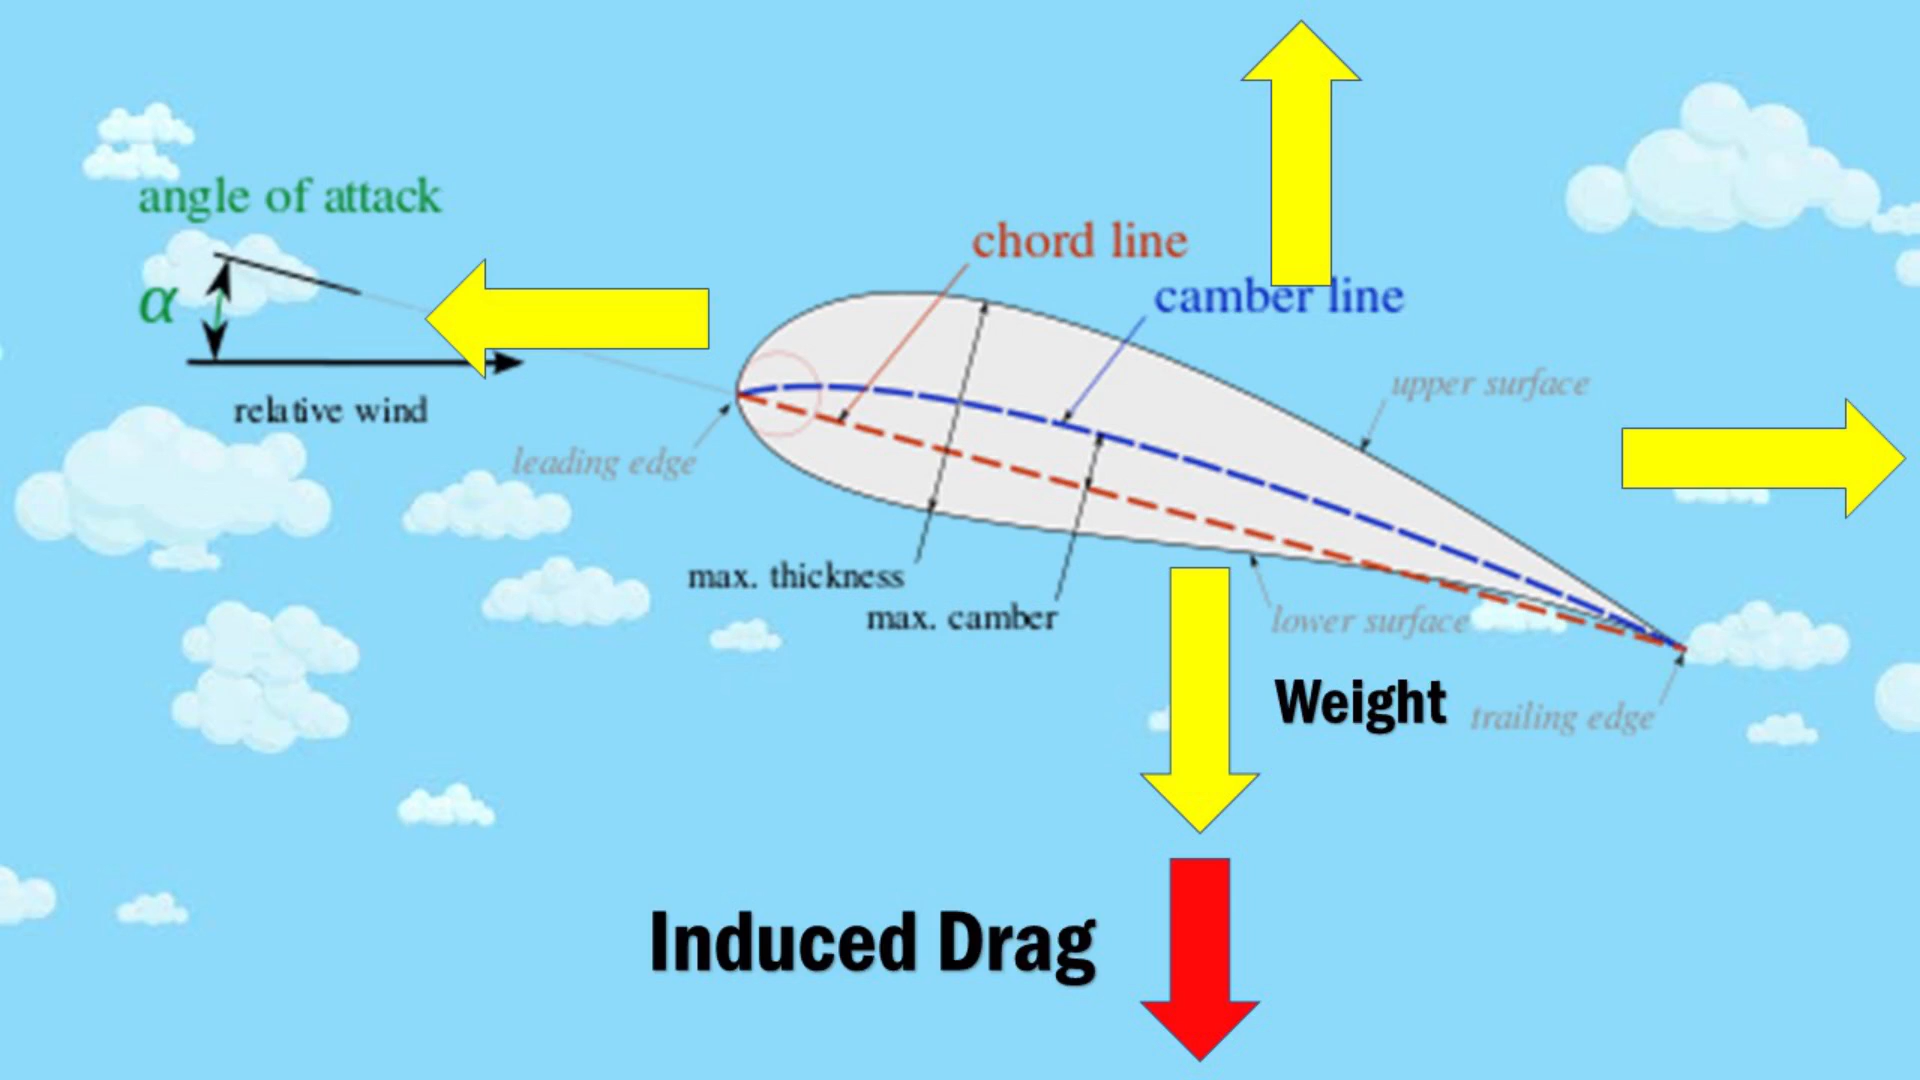 angle of attack
α
relative wind
chord line
camber line
upper surface
leading edge
max. thickness
max. camber
lower surface
Weight
trailing edge
Induced Drag